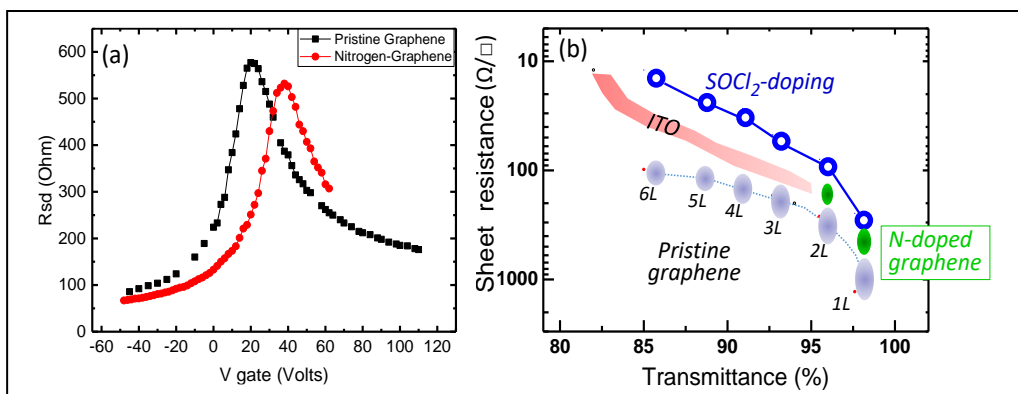 (a)
Pristine Graphene
Nitrogen-Graphene
Rsd (Ohm)
600
500
400
300
200
100
0
-60 -40 -20 0 20 40 60 80 100 120
V gate (Volts)
(b)
Sheet resistance (Ω/□)
10
100
1000
SOCl₂-doping
ITO
6L
5L
4L
3L
2L
1L
Pristine
graphene
N-doped
graphene
80 85 90 95 100
Transmittance (%)